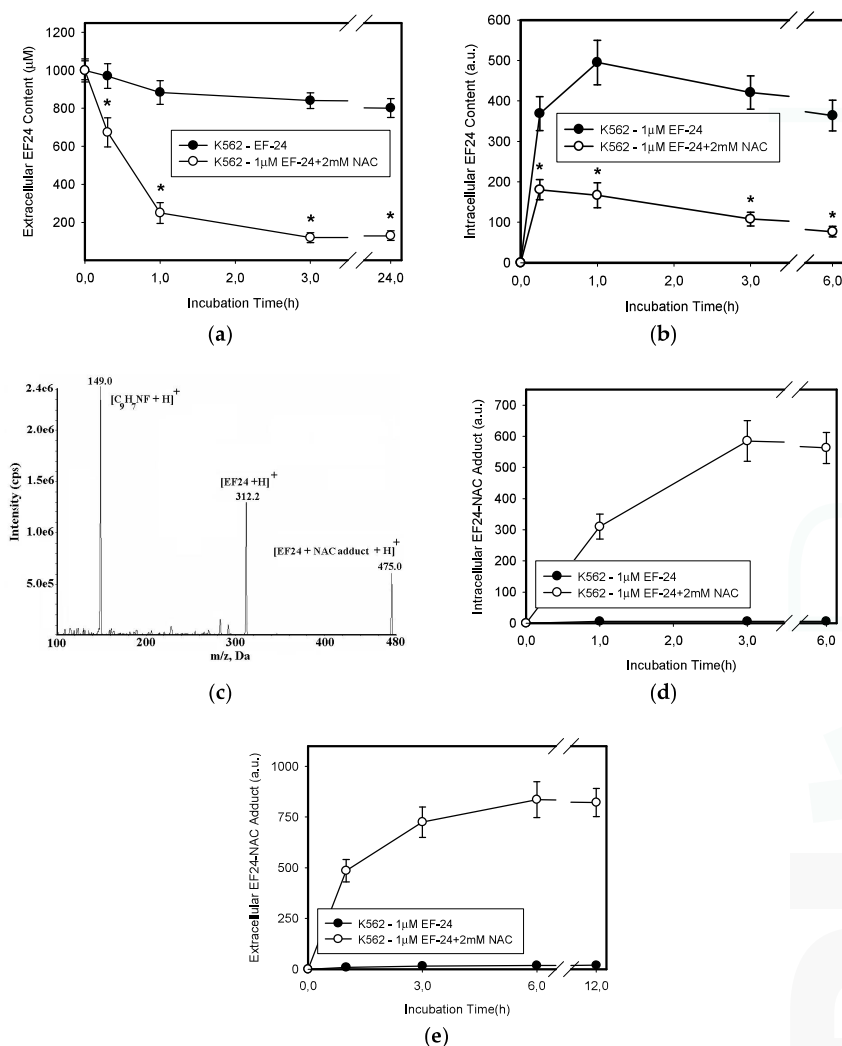 1200
1000
800
600
400
200
Extracellular EF24 Content (µM)
*
*
*
*
K562 - EF-24
K562 - 1µM EF-24+2mM NAC
0,0 1,0 2,0 3,0 24,0
Incubation Time(h)
(a)
600
500
400
300
200
100
0
Intracellular EF24 Content (a.u.)
K562 - 1µM EF-24
K562 - 1µM EF-24+2mM NAC
*
*
*
*
0,0 1,0 3,0 6,0
Incubation Time(h)
(b)
2.4e6
2.0e6
1.5e6
1.0e6
5.0e5
Intensity (cps)
149.0
[C9H7NF + H]+
[EF24 +H]+
312.2
[EF24 + NAC adduct + H]+
475.0
100 200 300 400 480
m/z, Da
(c)
700
600
500
400
300
200
100
0
Intracellular EF24-NAC Adduct (a.u.)
K562 - 1µM EF-24
K562 - 1µM EF-24+2mM NAC
0,0 1,0 2,0 3,0 6,0
Incubation Time(h)
(d)
1000
750
500
250
0
Extracellular EF24-NAC Adduct (a.u.)
K562 - 1µM EF-24
K562 - 1µM EF-24+2mM NAC
0,0 3,0 6,0 12,0
Incubation Time(h)
(e)